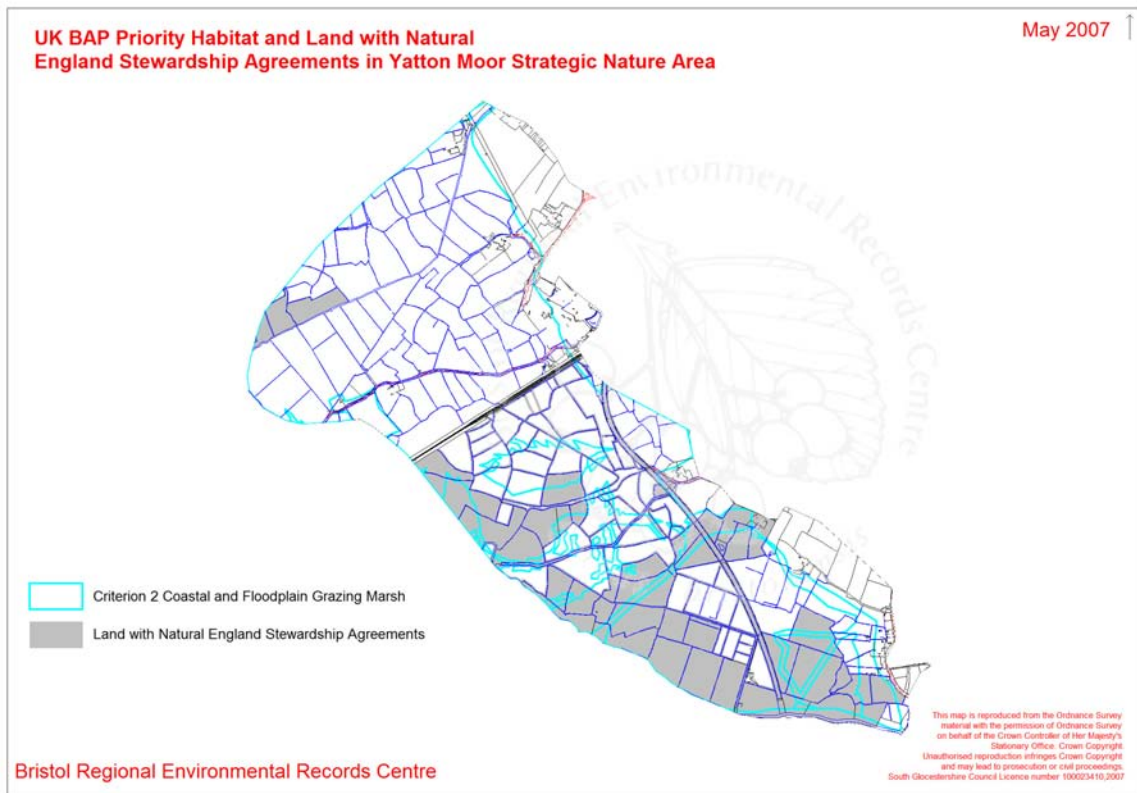 UK BAP Priority Habitat and Land with Natural
England Stewardship Agreements in Yatton Moor Strategic Nature Area
May 2007
Environmental Records Centre
Criterion 2 Coastal and Floodplain Grazing Marsh
Land with Natural England Stewardship Agreements
This map is reproduced from the Ordnance Survey
material with the permission of Ordnance Survey
on behalf of the Crown Controller of Her Majesty's
Stationary Office. Crown Copyright.
Unauthorised reproduction infringes Crown Copyright
and may lead to prosecution or civil proceedings.
South Glocestershire Council Licence number 100023410,2007
Bristol Regional Environmental Records Centre